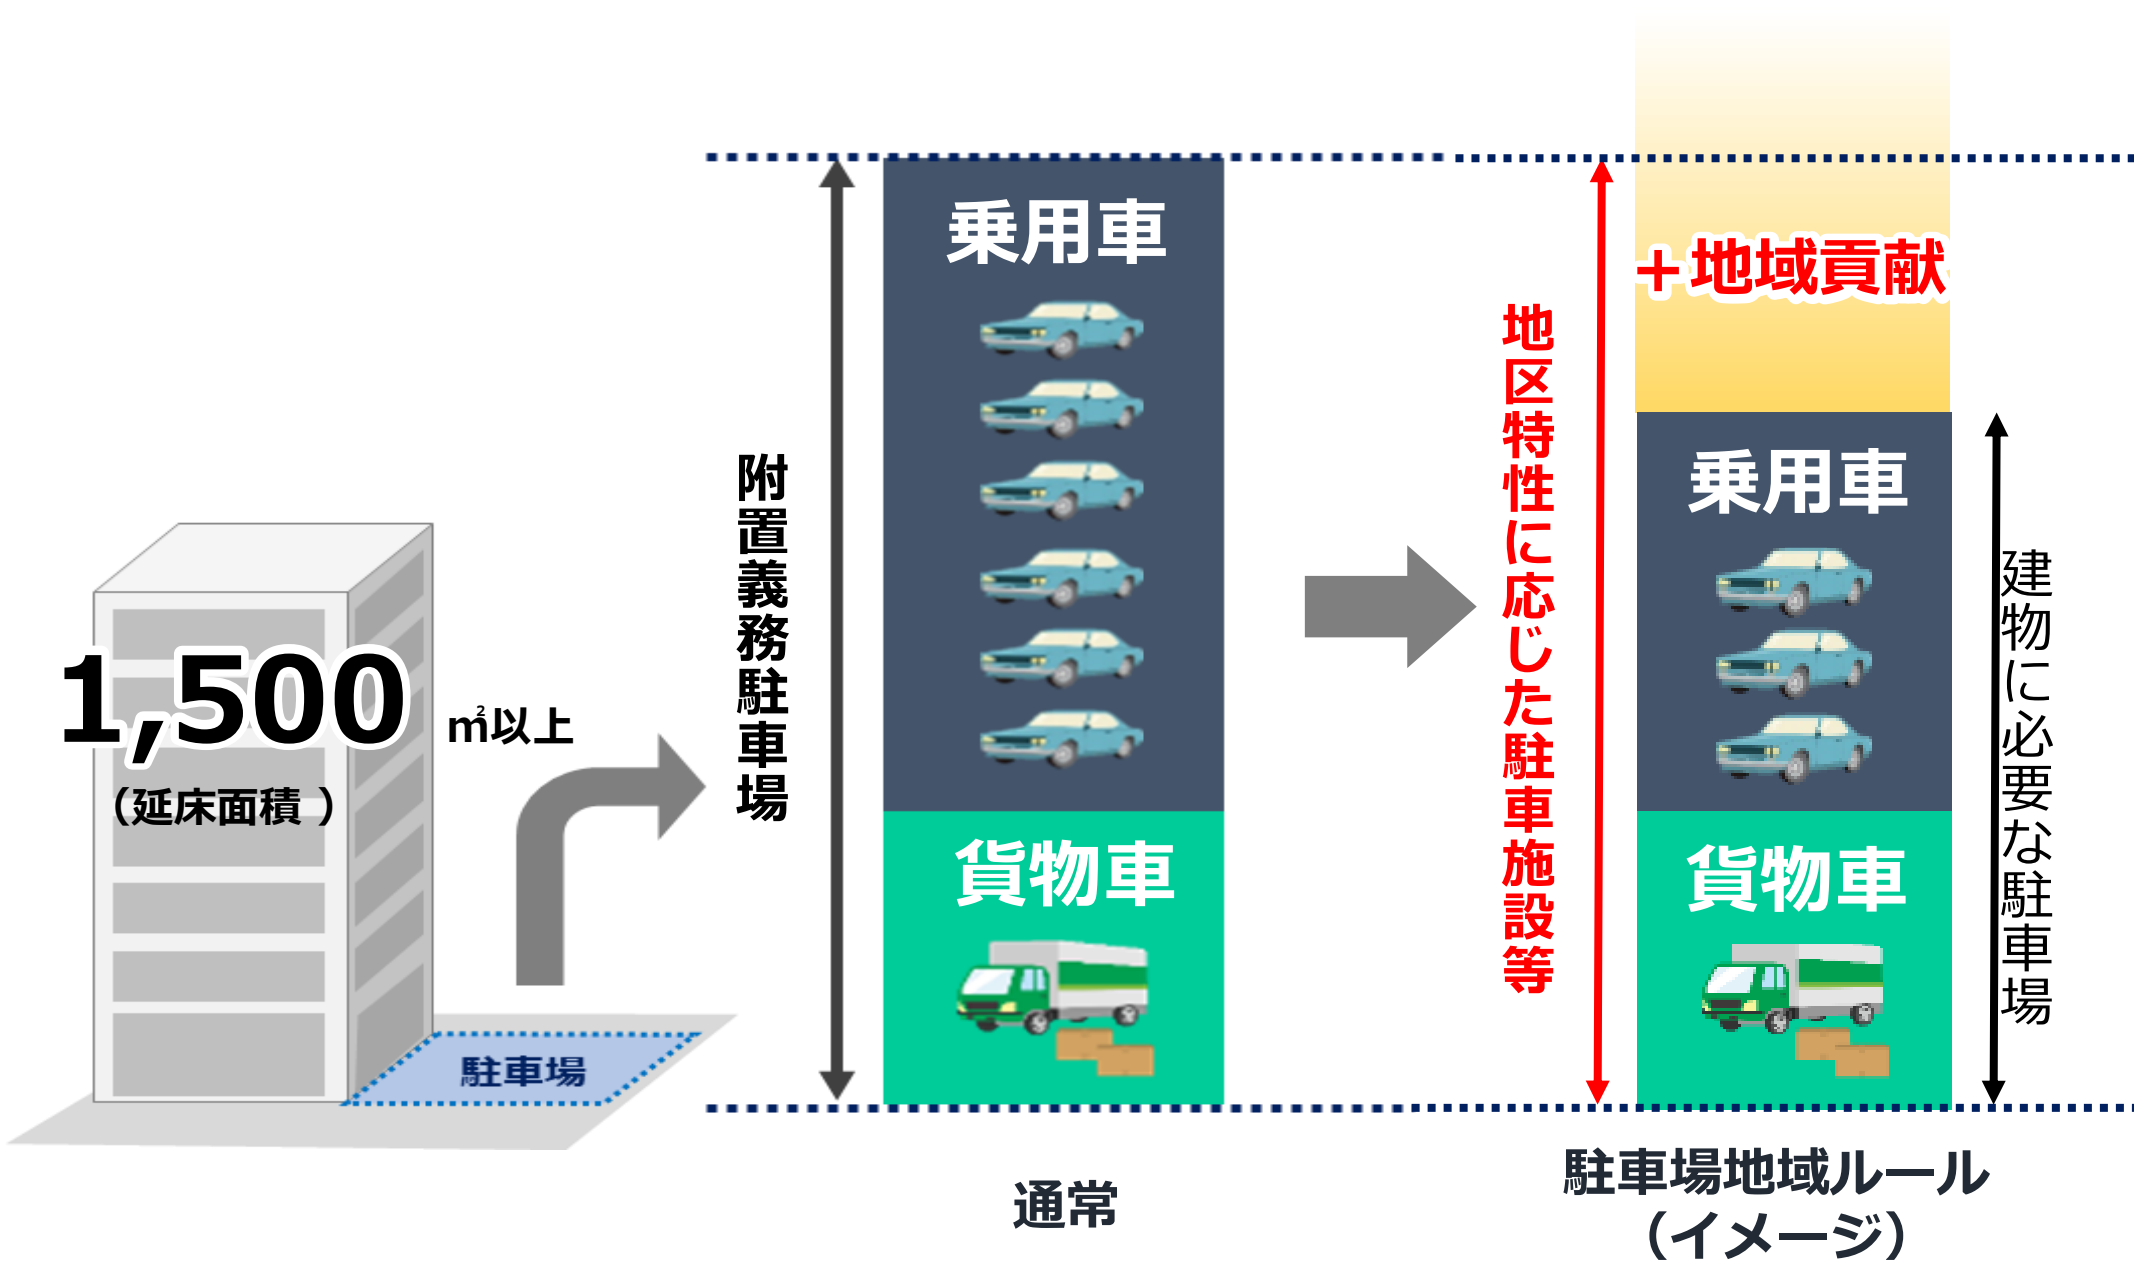 1,500
㎡以上
（延床面積 ）
駐車場
附置義務駐車場
乗用車
貨物車
通常
地区特性に応じた駐車施設等
+地域貢献
乗用車
貨物車
建物に必要な駐車場
駐車場地域ルール
（イメージ）